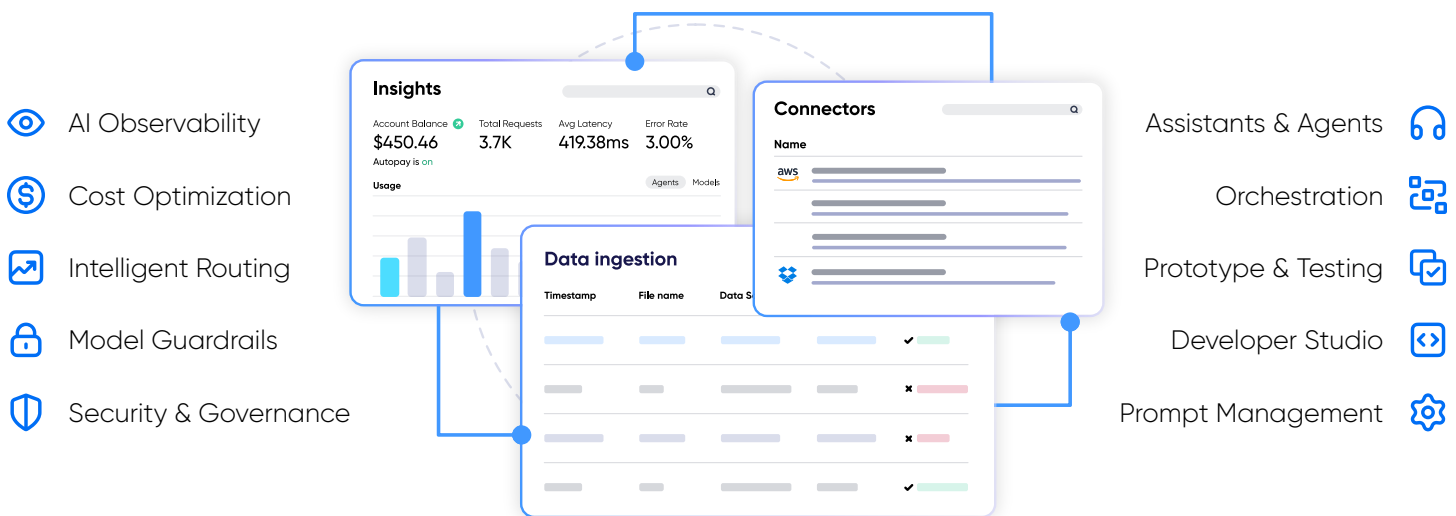 AI Observability
Cost Optimization
Intelligent Routing
Model Guardrails
Security & Governance
Insights
Account Balance Total Requests Avg Latency Error Rate
$450.46 3.7K 419.38ms 3.00%
Autopay is on
Usage Agents Models
Data ingestion
Timestamp File name Data
Connectors
Name
aws
Assistants & Agents
Orchestration
Prototype & Testing
Developer Studio
Prompt Management